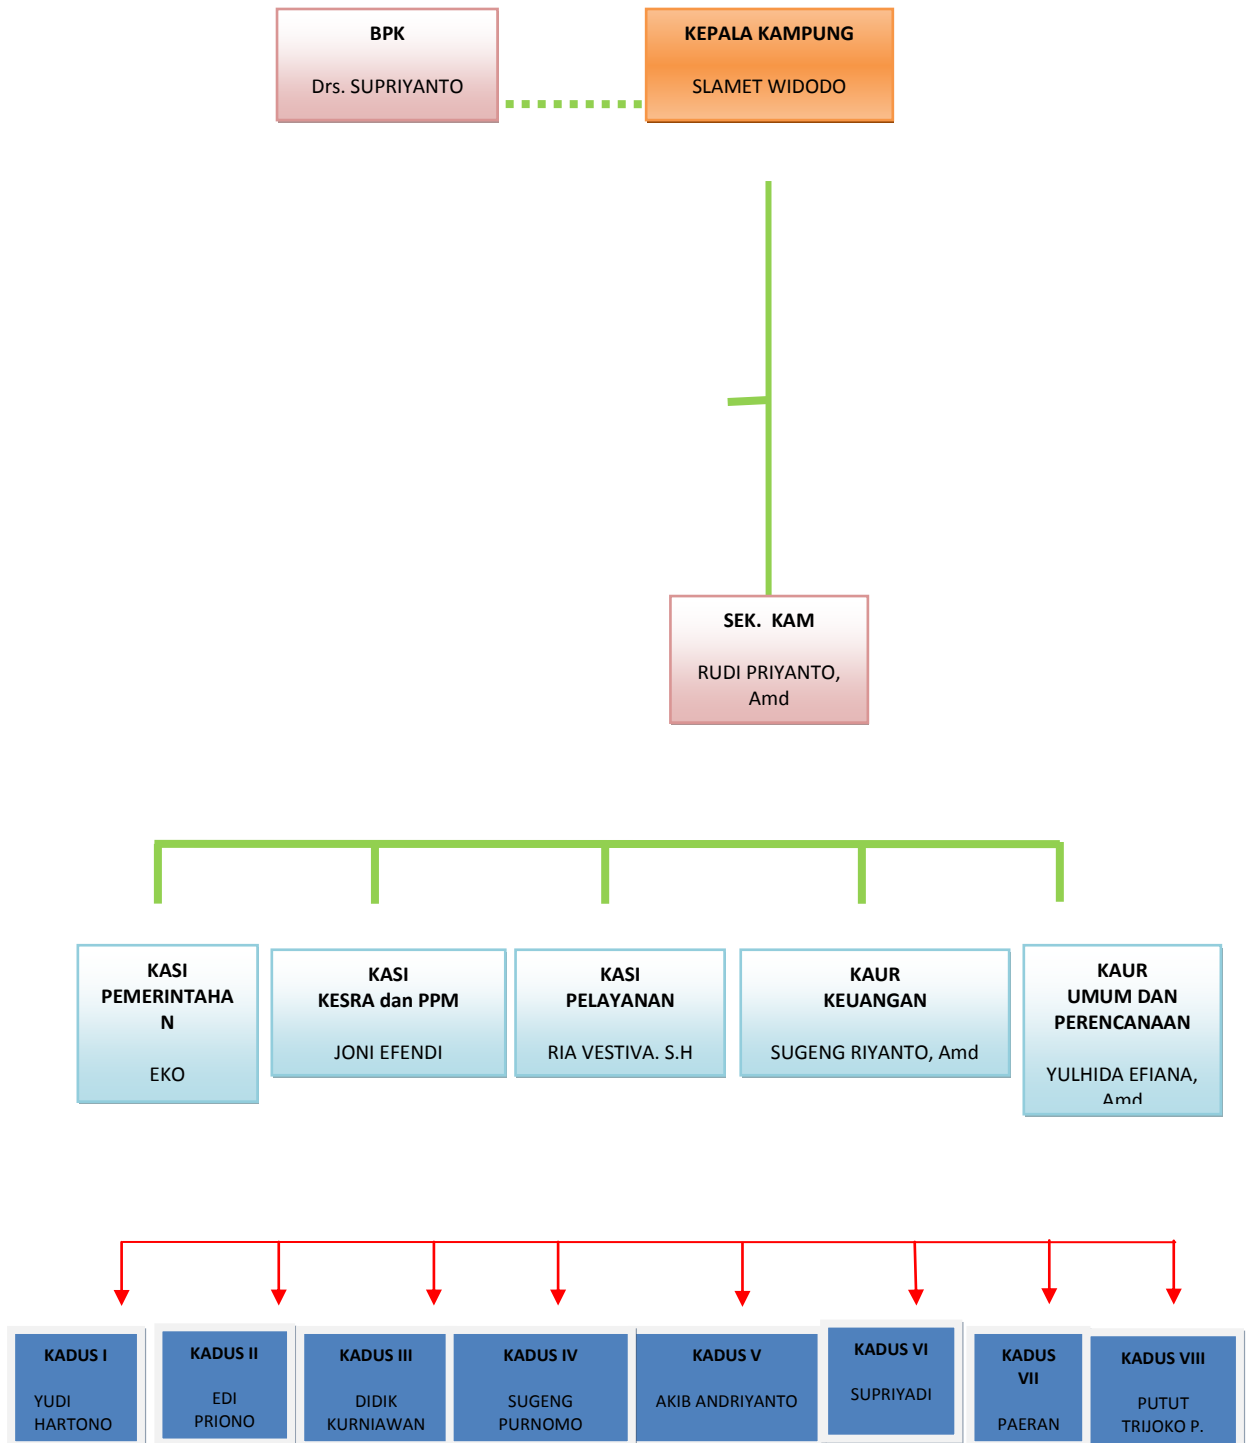 BPK
Drs. SUPRIYANTO
KEPALA KAMPUNG
SLAMET WIDODO
SEK.  KAM
RUDI PRIYANTO,
Amd
KASI
PEMERINTAHA
N
EKO
KASI
KESRA dan PPM
JONI EFENDI
KASI
PELAYANAN
RIA VESTIVA. S.H
KAUR
KEUANGAN
SUGENG RIYANTO, Amd
KAUR
UMUM DAN
PERENCANAAN
YULHIDA EFIANA,
Amd
KADUS I
YUDI
HARTONO
KADUS II
EDI
PRIONO
KADUS III
DIDIK
KURNIAWAN
KADUS IV
SUGENG
PURNOMO
KADUS V
AKIB ANDRIYANTO
KADUS VI
SUPRIYADI
KADUS
VII
PAERAN
KADUS VIII
PUTUT
TRIJOKO P.